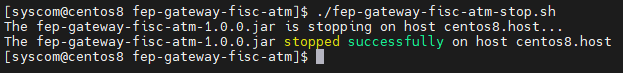 [syscom@centos8 fep-gateway-fisc-atm]$ ./fep-gateway-fisc-atm-stop.sh
The fep-gateway-fisc-atm-1.0.0.jar is stopping on host centos8.host...
The fep-gateway-fisc-atm-1.0.0.jar stopped successfully on host centos8.host
[syscom@centos8 fep-gateway-fisc-atm]$